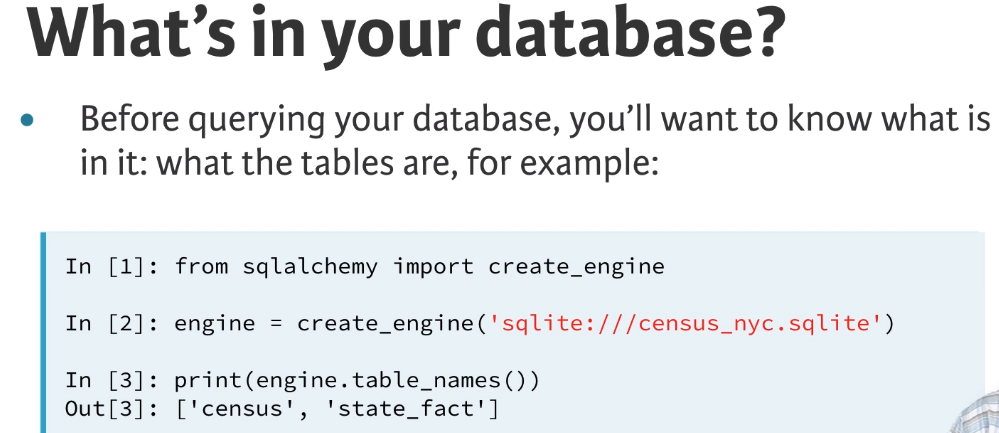 What’s in your database?
• Before querying your database, you’ll want to know what is
in it: what the tables are, for example:
In [1]: from sqlalchemy import create_engine
In [2]: engine = create_engine('sqlite:///census_nyc.sqlite')
In [3]: print(engine.table_names())
Out[3]: ['census', 'state_fact']